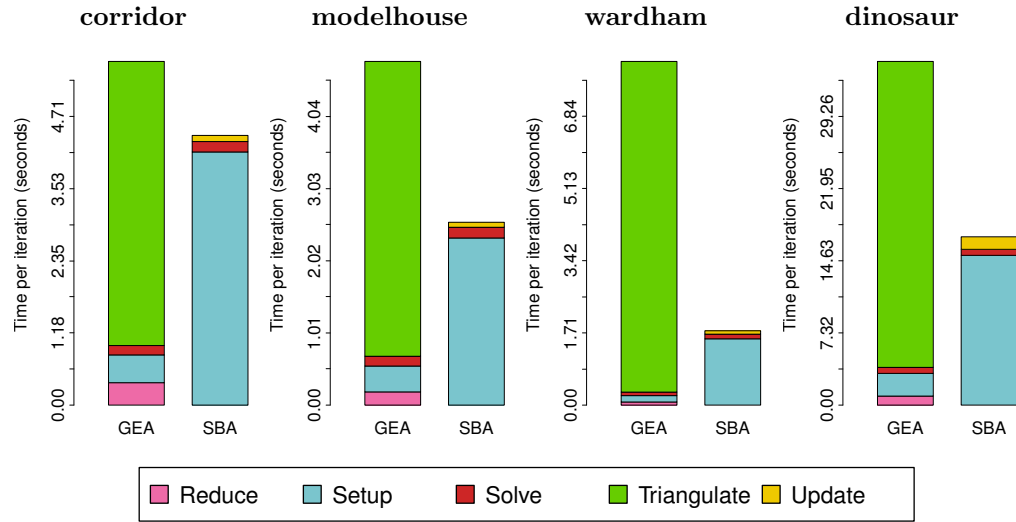 corridor
modelhouse
wardham
dinosaur
Time per iteration (seconds)
4.71
3.53
2.35
1.18
0.00
GEA SBA
Time per iteration (seconds)
4.04
3.03
2.02
1.01
0.00
GEA SBA
Time per iteration (seconds)
6.84
5.13
3.42
1.71
0.00
GEA SBA
Time per iteration (seconds)
29.26
21.95
14.63
7.32
0.00
GEA SBA
Reduce Setup Solve Triangulate Update